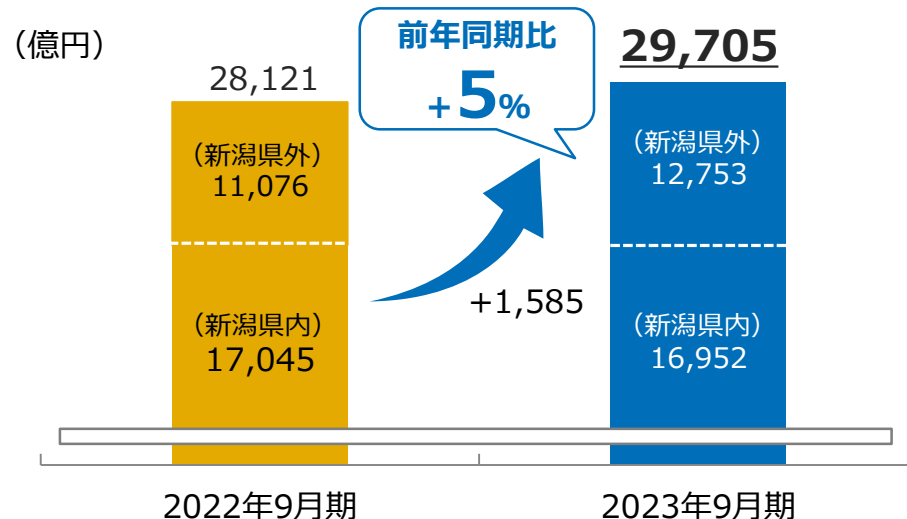 (億円)
28,121
前年同期比
+5%
29,705
(新潟県外)
11,076
(新潟県外)
12,753
+1,585
(新潟県内)
17,045
(新潟県内)
16,952
2022年9月期
2023年9月期